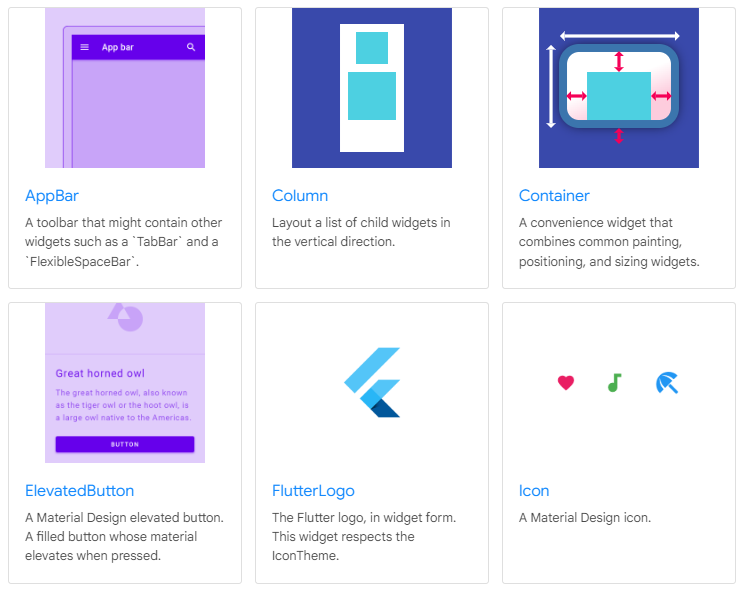 App bar
AppBar
A toolbar that might contain other
widgets such as a `TabBar` and a
`FlexibleSpaceBar`.
Column
Layout a list of child widgets in
the vertical direction.
Container
A convenience widget that
combines common painting,
positioning, and sizing widgets.
Great horned owl
The great horned owl, also known
as the tiger owl or the hoot owl, is
a large owl native to the Americas.
BUTTON
ElevatedButton
A Material Design elevated button.
A filled button whose material
elevates when pressed.
FlutterLogo
The Flutter logo, in widget form.
This widget respects the
IconTheme.
Icon
A Material Design icon.